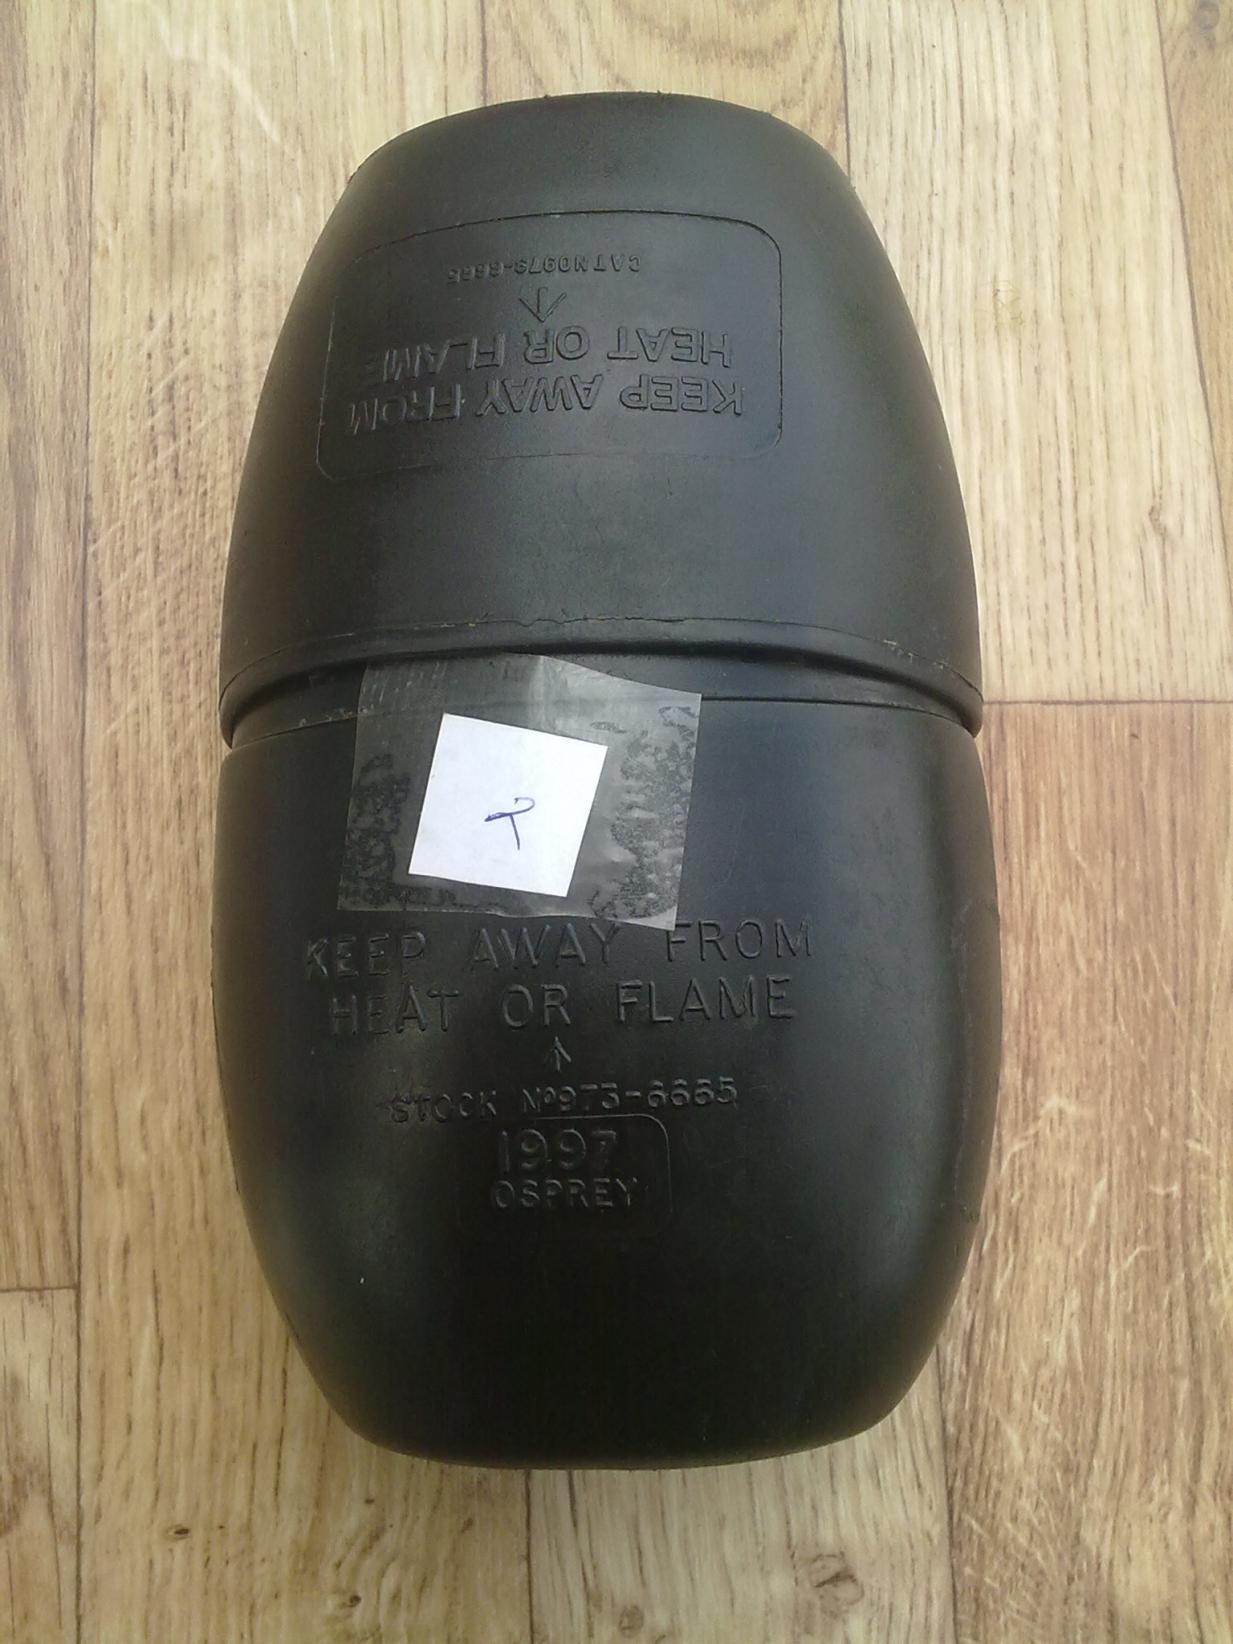 CAT NO973-6665
KEEP AWAY FROM
HEAT OR FLAME
KEEP AWAY FROM
HEAT OR FLAME
STOCK Nº973-6665
1997
OSPREY